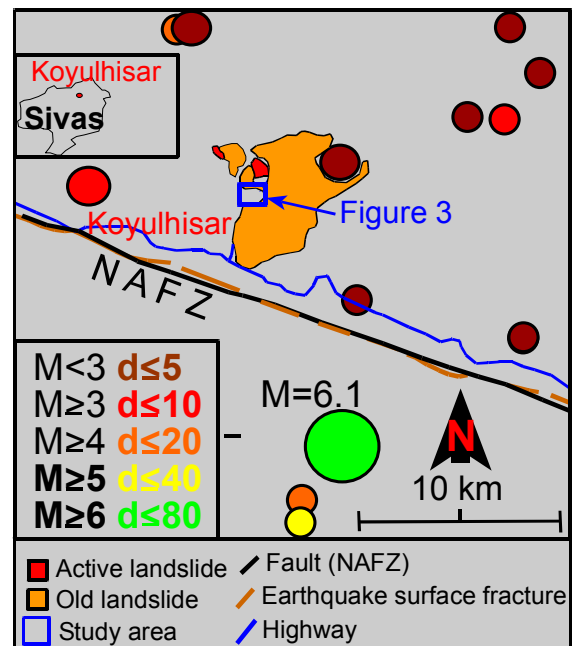 Koyulhisar
Sivas
Koyulhisar
Figure 3
NAFZ
M<3 d≤5
M≥3 d≤10
M≥4 d≤20
M≥5 d≤40
M≥6 d≤80
M=6.1
N
10 km
Active landslide
Fault (NAFZ)
Old landslide
Earthquake surface fracture
Study area
Highway